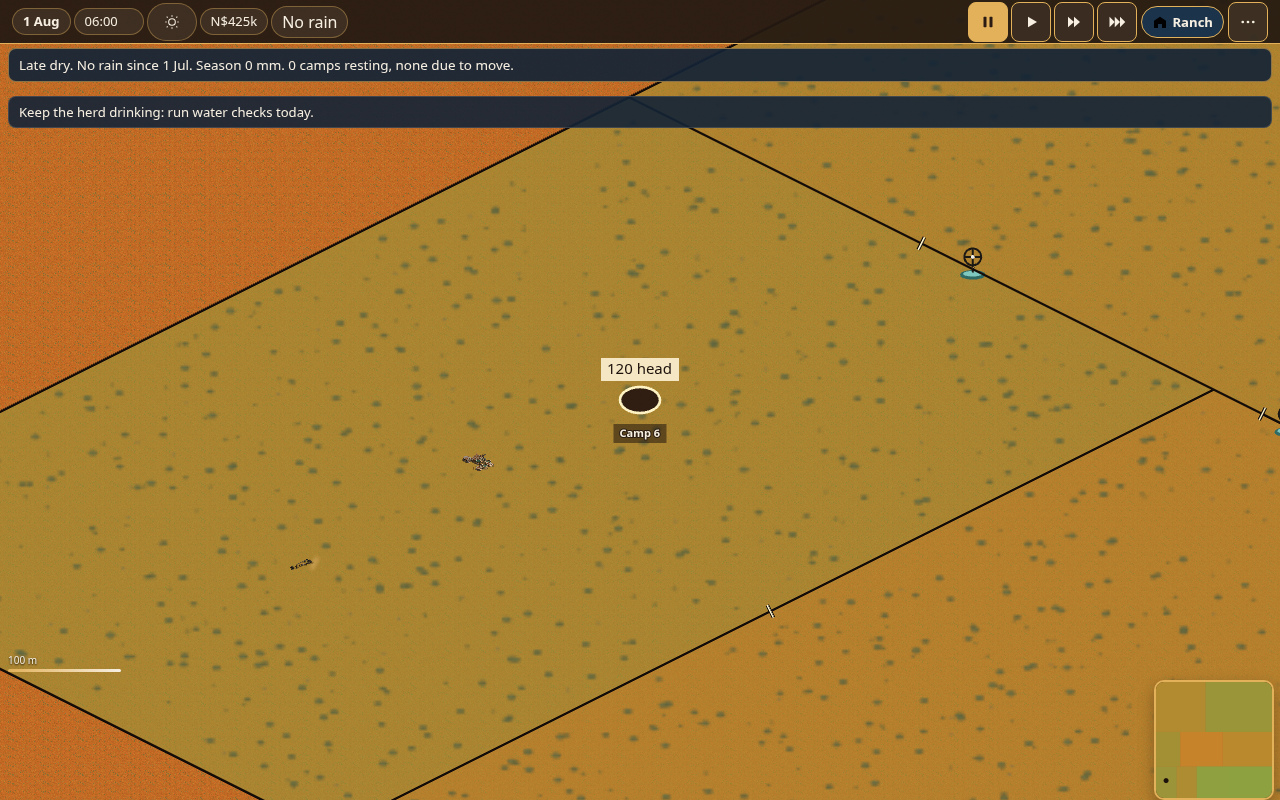 1 Aug
06:00
N$425k
No rain
Ranch
Late dry. No rain since 1 Jul. Season 0 mm. 0 camps resting, none due to move.
Keep the herd drinking: run water checks today.
120 head
Camp 6
100 m